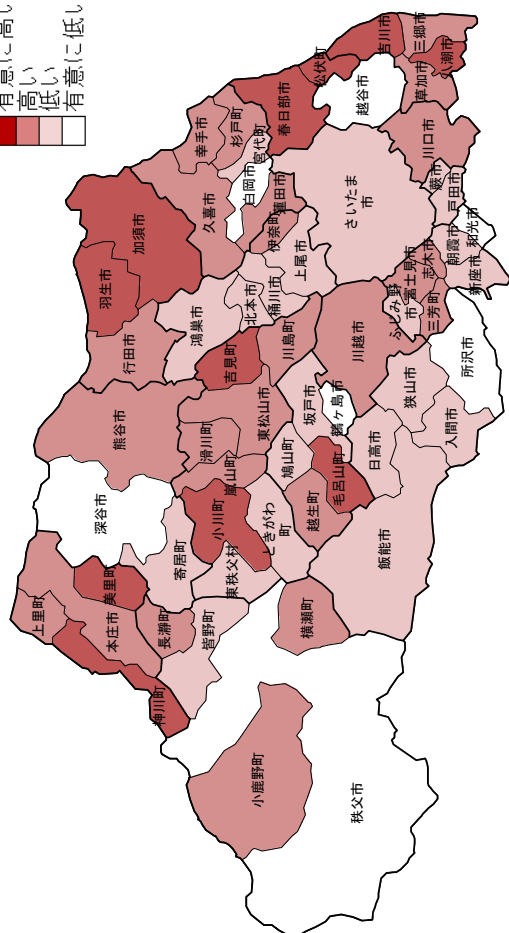 有意に高い
高い
低い
有意に低い
吉川市
三郷市
八潮市
草加市
松伏町
越谷市
春日部市
川口市
杉戸町
宮代町
幸手市
白岡市
蓮田市
蕨市
戸田市
さいたま
市
久喜市
伊奈町
上尾市
和光市
朝霞市
志木市
新座市
加須市
桶川市
富士見市
北本市
ふじみ野
市
三芳町
羽生市
鴻巣市
川島町
川越市
所沢市
行田市
吉見町
狭山市
坂戸市
鶴ヶ島市
東松山市
入間市
熊谷市
滑川町
日高市
鳩山町
毛呂山町
嵐山町
越生町
小川町
ときがわ
町
飯能市
深谷市
寄居町
東秩父村
美里町
皆野町
横瀬町
長瀞町
本庄市
上里町
神川町
小鹿野町
秩父市